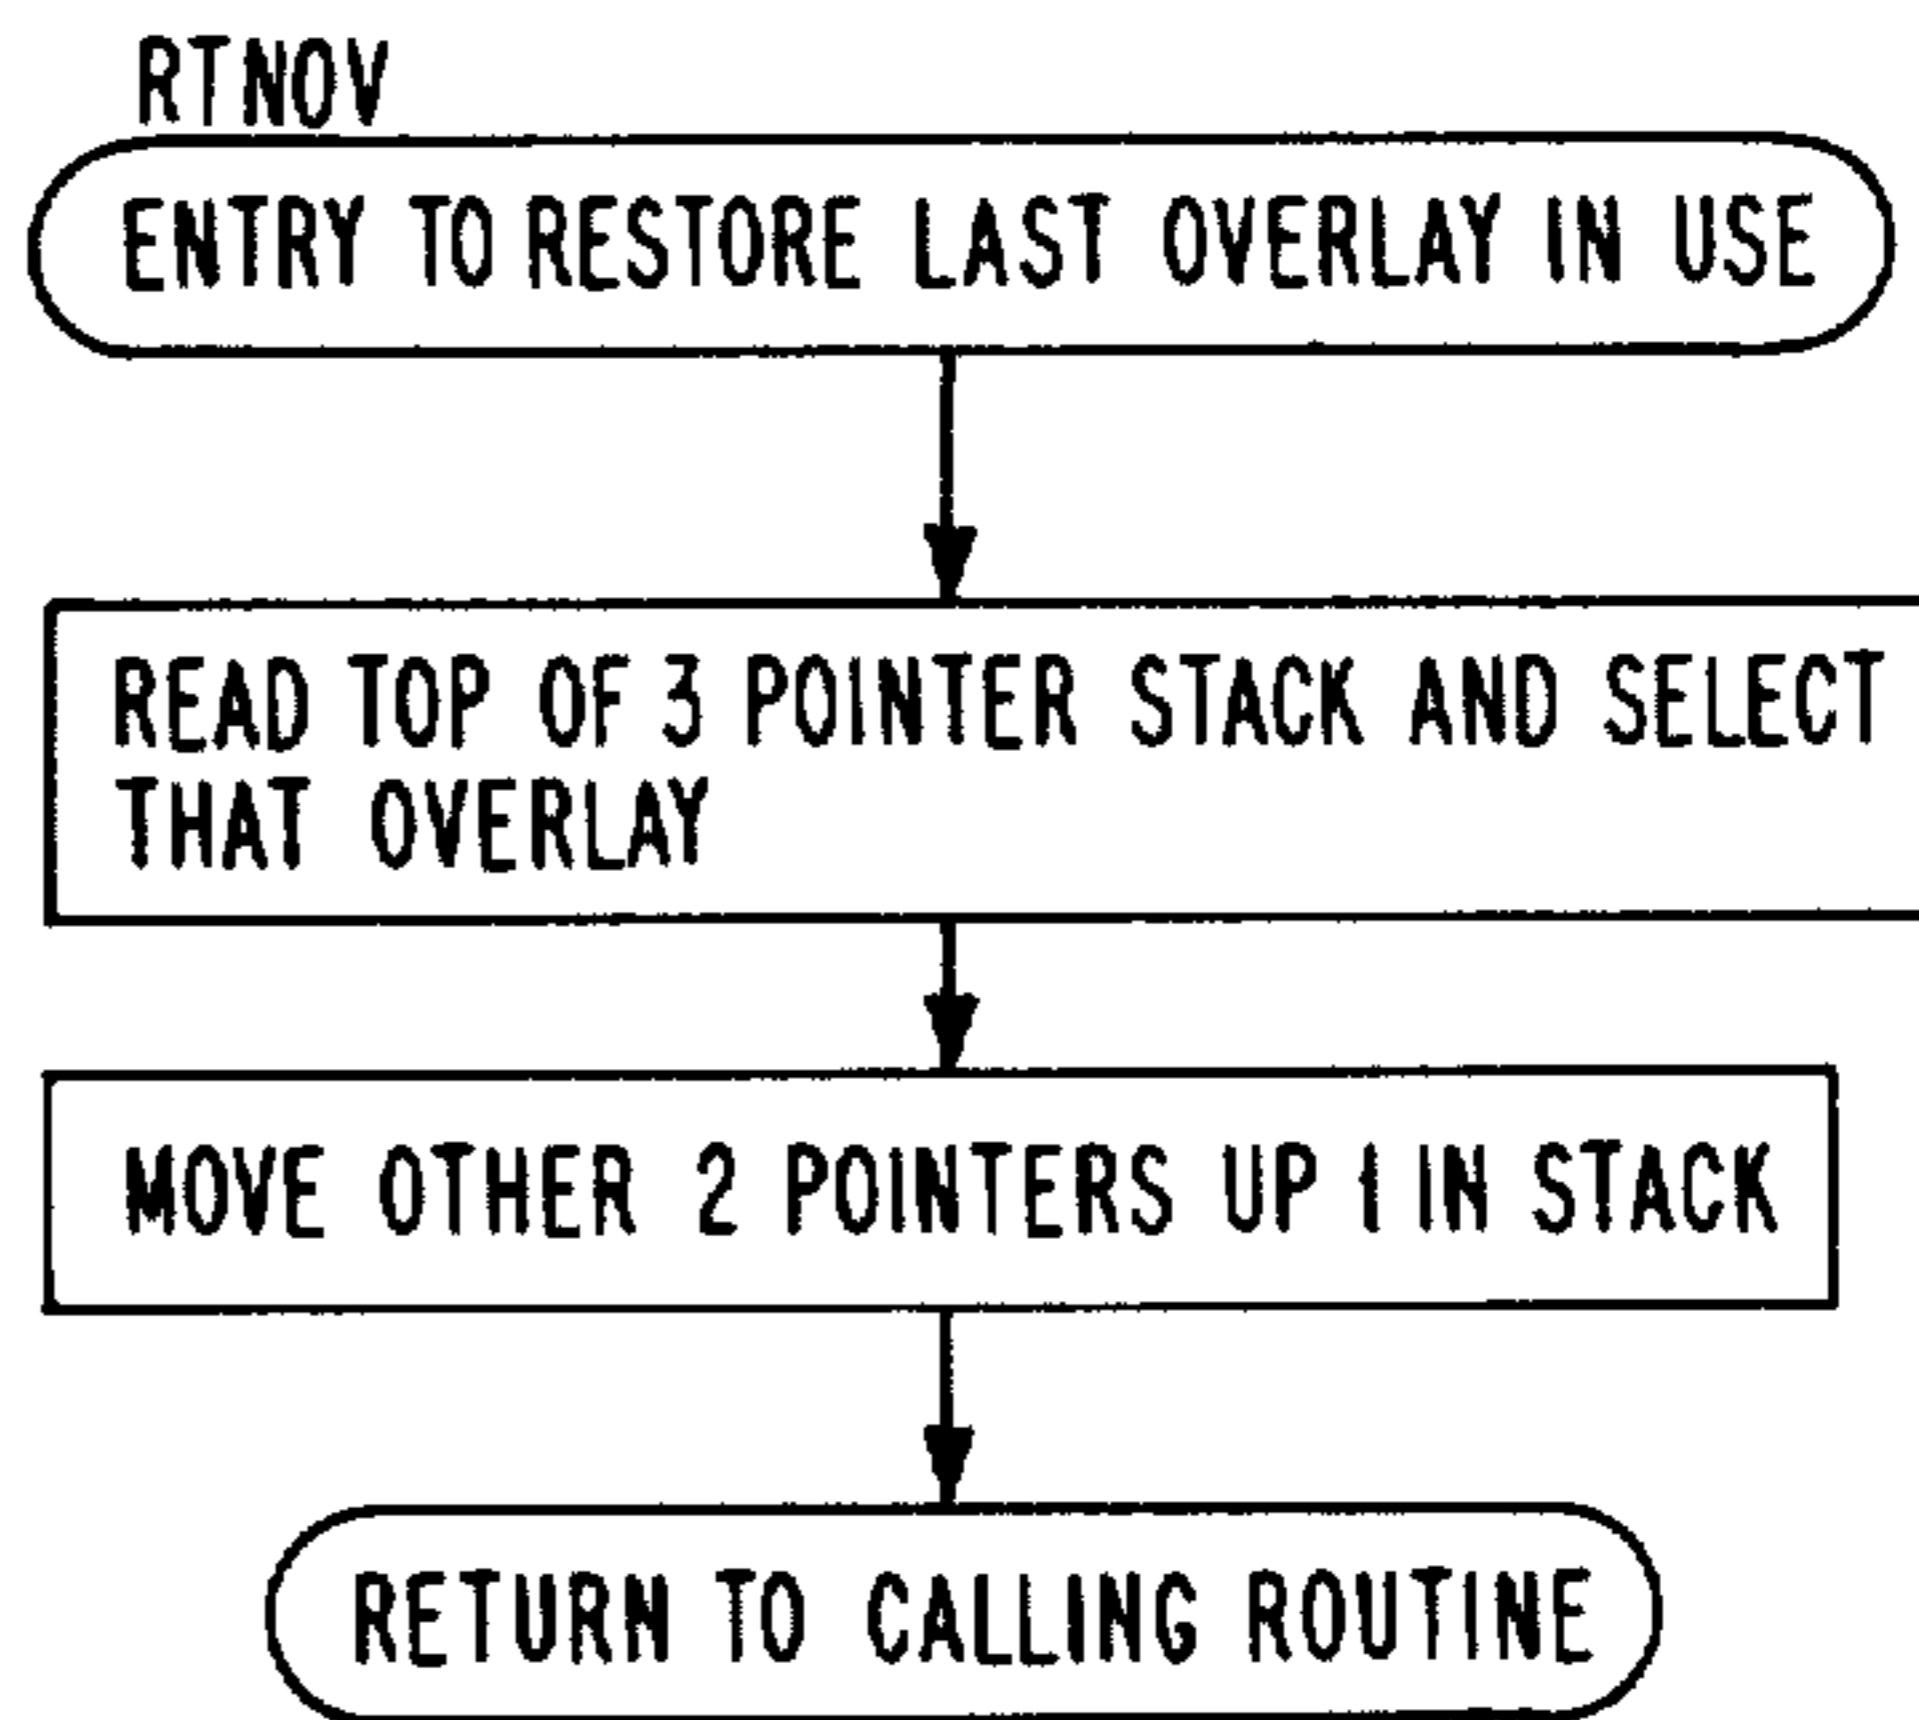 RTNOV
ENTRY TO RESTORE LAST OVERLAY IN USE
READ TOP OF 3 POINTER STACK AND SELECT
THAT OVERLAY
MOVE OTHER 2 POINTERS UP 1 IN STACK
RETURN TO CALLING ROUTINE